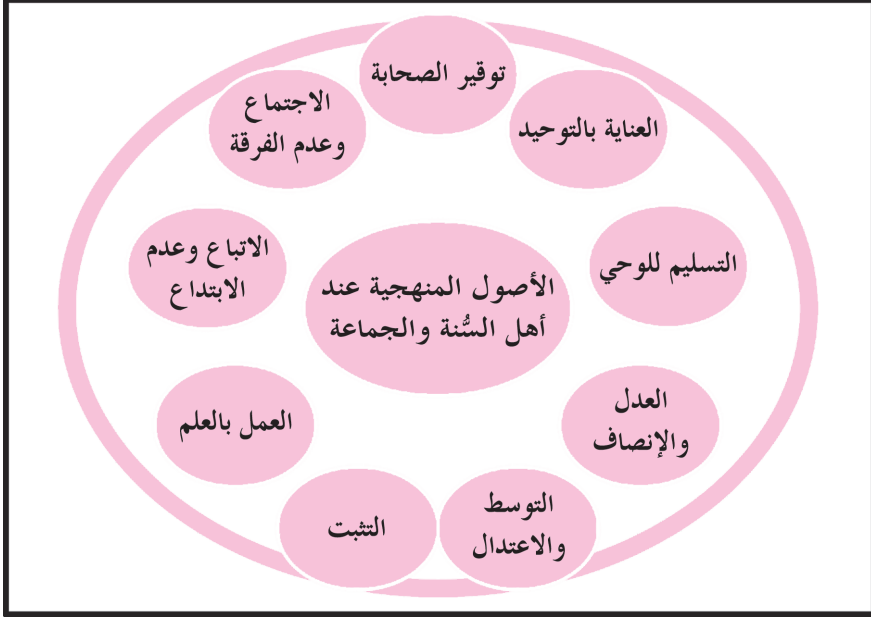 توقير الصحابة
العناية بالتوحيد
التسليم للوحي
العدل
والإنصاف
التوسط
والاعتدال
التثبت
العمل بالعلم
الاتباع وعدم
الابتداع
الاجتماع
وعدم الفرقة
الأصول المنهجية عند
أهل السُّنة والجماعة